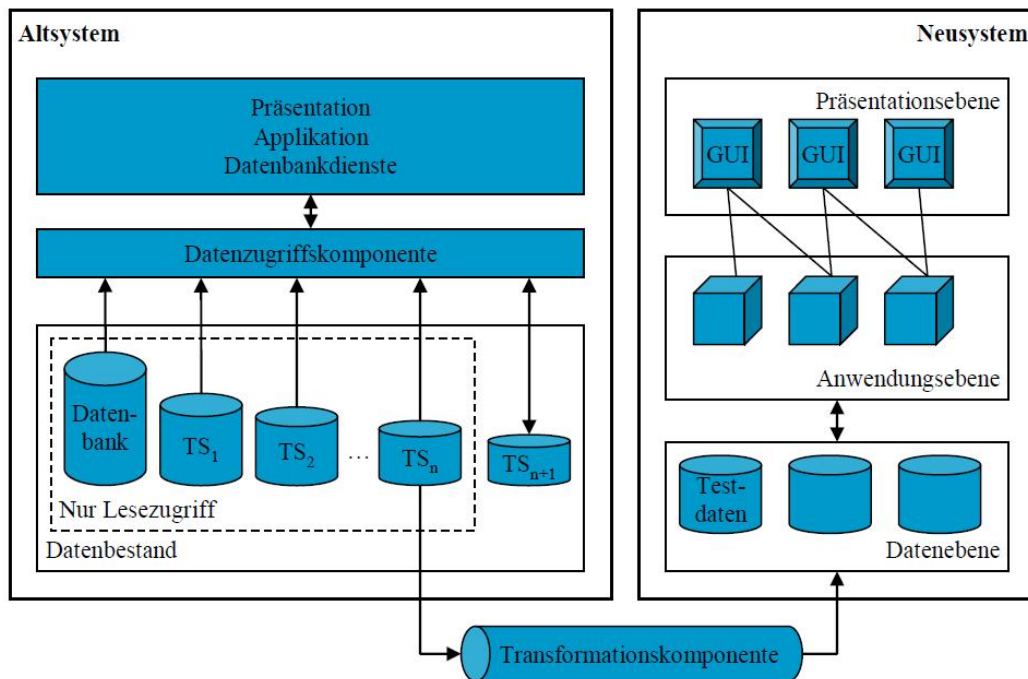 Altsystem
Präsentation
Applikation
Datenbankdienste
Datenzugriffskomponente
Daten-
bank
TS1
TS2
...
TSn
TSn+1
Nur Lesezugriff
Datenbestand
Neusystem
Präsentationsebene
GUI
GUI
GUI
Anwendungsebene
Test-
daten
Datenebene
Transformationskomponente